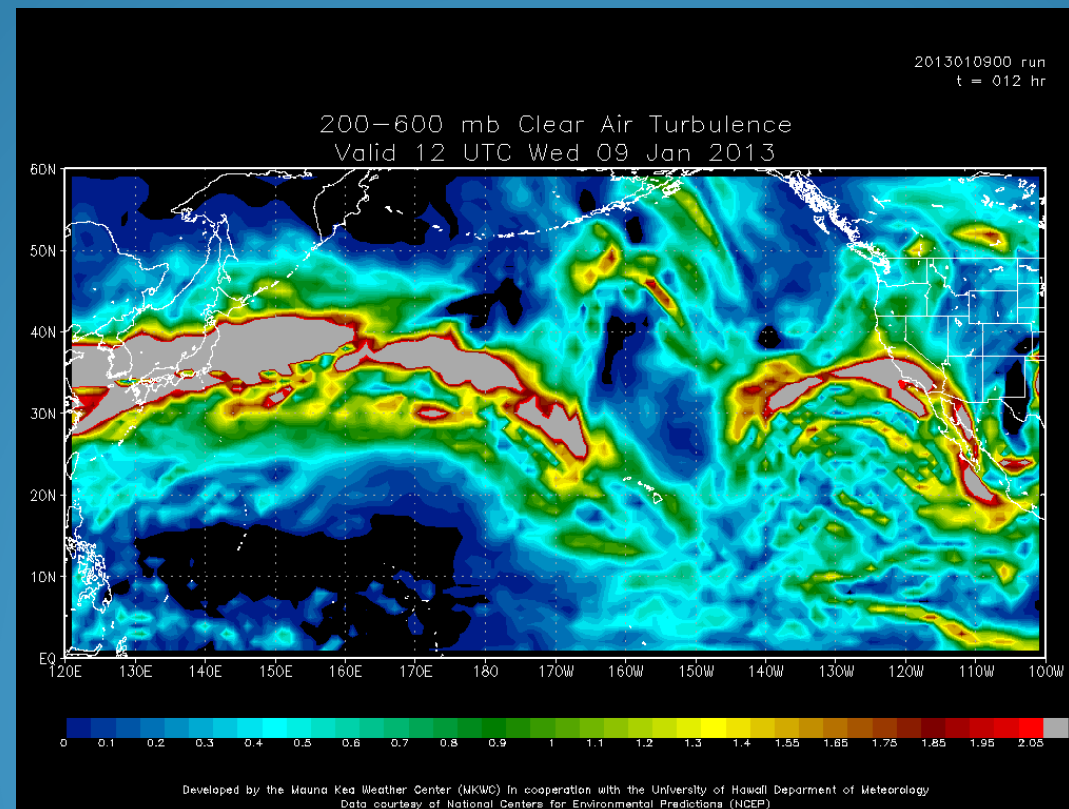 2013010900 run
t = 012 hr
200-600 mb Clear Air Turbulence
Valid 12 UTC Wed 09 Jan 2013
60N
50N
40N
30N
20N
10N
EQ
120E 130E 140E 150E 160E 170E 180 170W 160W 150W 140W 130W 120W 110W 100W
0 0.1 0.2 0.3 0.4 0.5 0.6 0.7 0.8 0.9 1 1.1 1.2 1.3 1.4 1.55 1.65 1.75 1.85 1.95 2.05
Developed by the Mauna Kea Weather Center (MKWC) in cooperation with the University of Hawaii Deparment of Meteorology
Data courtesy of National Centers for Environmental Predictions (NCEP)